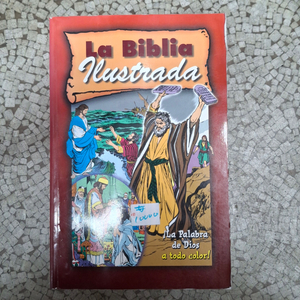 La Biblia
Ilustrada
¡La Palabra
de Dios
a todo color!